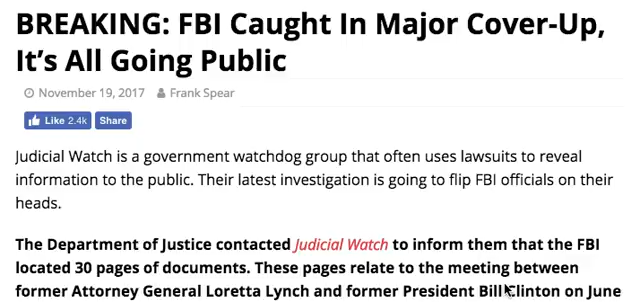 BREAKING: FBI Caught In Major Cover-Up,
It's All Going Public
November 19, 2017 Frank Spear
Like 2.4k Share
Judicial Watch is a government watchdog group that often uses lawsuits to reveal
information to the public. Their latest investigation is going to flip FBI officials on their
heads.
The Department of Justice contacted Judicial Watch to inform them that the FBI
located 30 pages of documents. These pages relate to the meeting between
former Attorney General Loretta Lynch and former President Bill Clinton on June